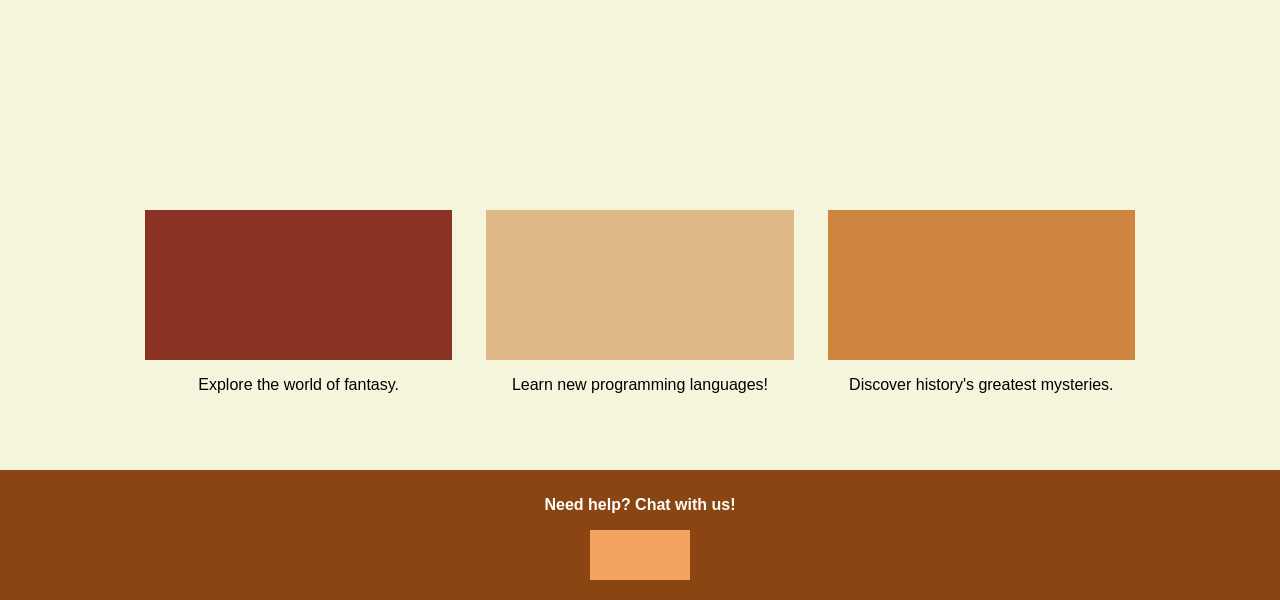 Explore the world of fantasy.
Learn new programming languages!
Discover history's greatest mysteries.
Need help? Chat with us!